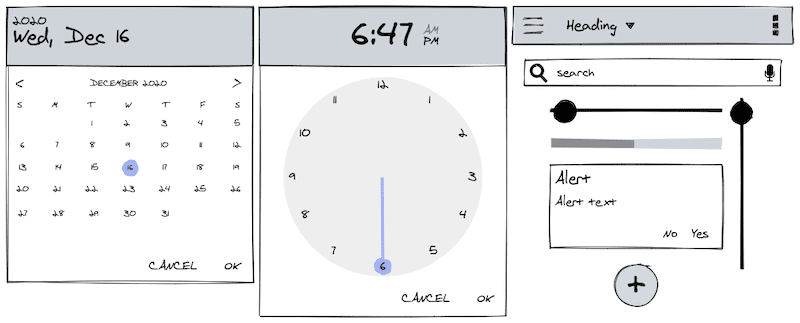 2020
Wed, Dec 16
< DECEMBER 2020 >
S M T W T F S
1 2 3 4 5
6 7 8 9 10 11 12
13 14 15 16 17 18 19
20 21 22 23 24 25 26
27 28 29 30 31
CANCEL OK
6:47 AM
PM
12
11 1
10 2
9 3
8 4
7 5
6
CANCEL OK
Heading
search
Alert
Alert text
No Yes
+